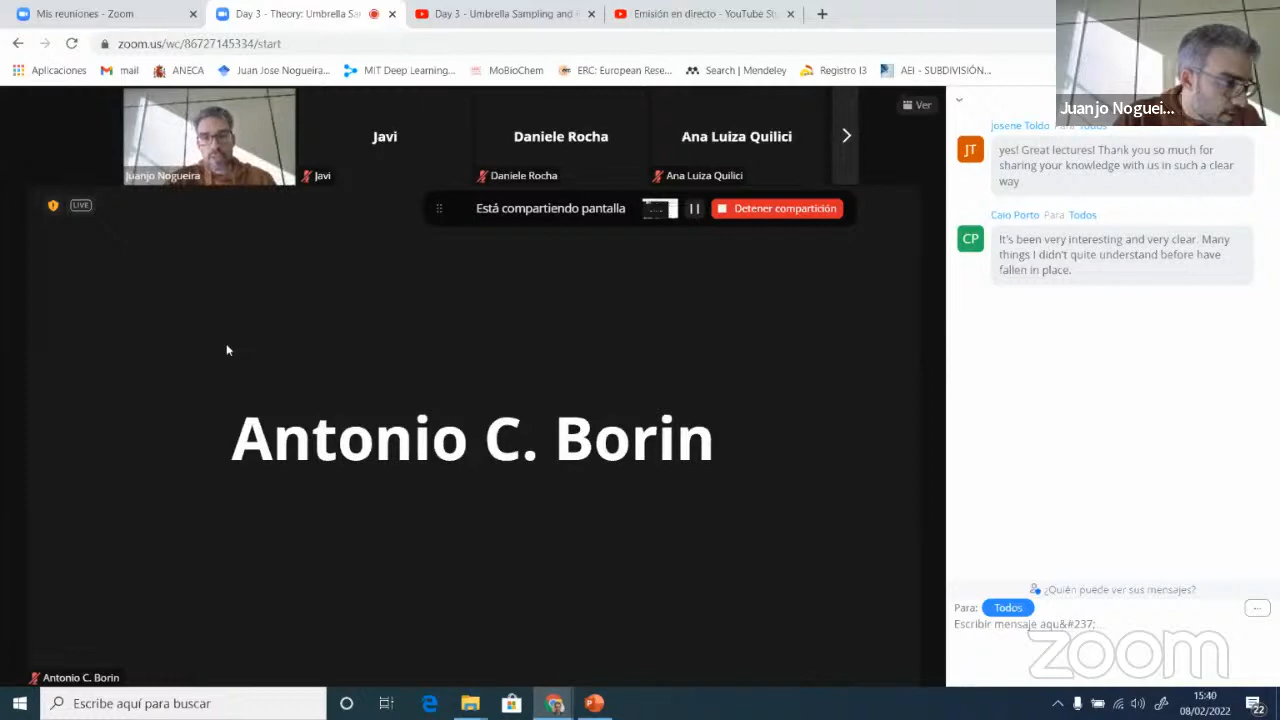 Mis reuniones - Zoom
Day 3 - Theory: Umbrella Sa
Day 3 - Umbrella Sampling and
Emisión en directo - YouTube St
zoom.us/wc/86727145334/start
Aplicaciones
mail
ANECA
Juan Jose Nogueira...
MIT Deep Learning...
MoBioChem
ERC: European Rese...
Search | Mendeley
Registro I3
AEI - SUBDIVISIÓN...
Juanjo Noguei...
Juanjo Nogueira
Javi
Javi
Daniele Rocha
Daniele Rocha
Ana Luiza Quilici
Ana Luiza Quilici
Ver
LIVE
Está compartiendo pantalla
Detener compartición
Josene Toldo Para Todos
JT
yes! Great lectures! Thank you so much for
sharing your knowledge with us in such a clear
way
Caio Porto Para Todos
CP
It's been very interesting and very clear. Many
things I didn't quite understand before have
fallen in place.
Antonio C. Borin
Antonio C. Borin
¿Quién puede ver sus mensajes?
Para: Todos
...
Escribir mensaje aqu&#237;...
zoom
Escribe aquí para buscar
15:40
08/02/2022
22